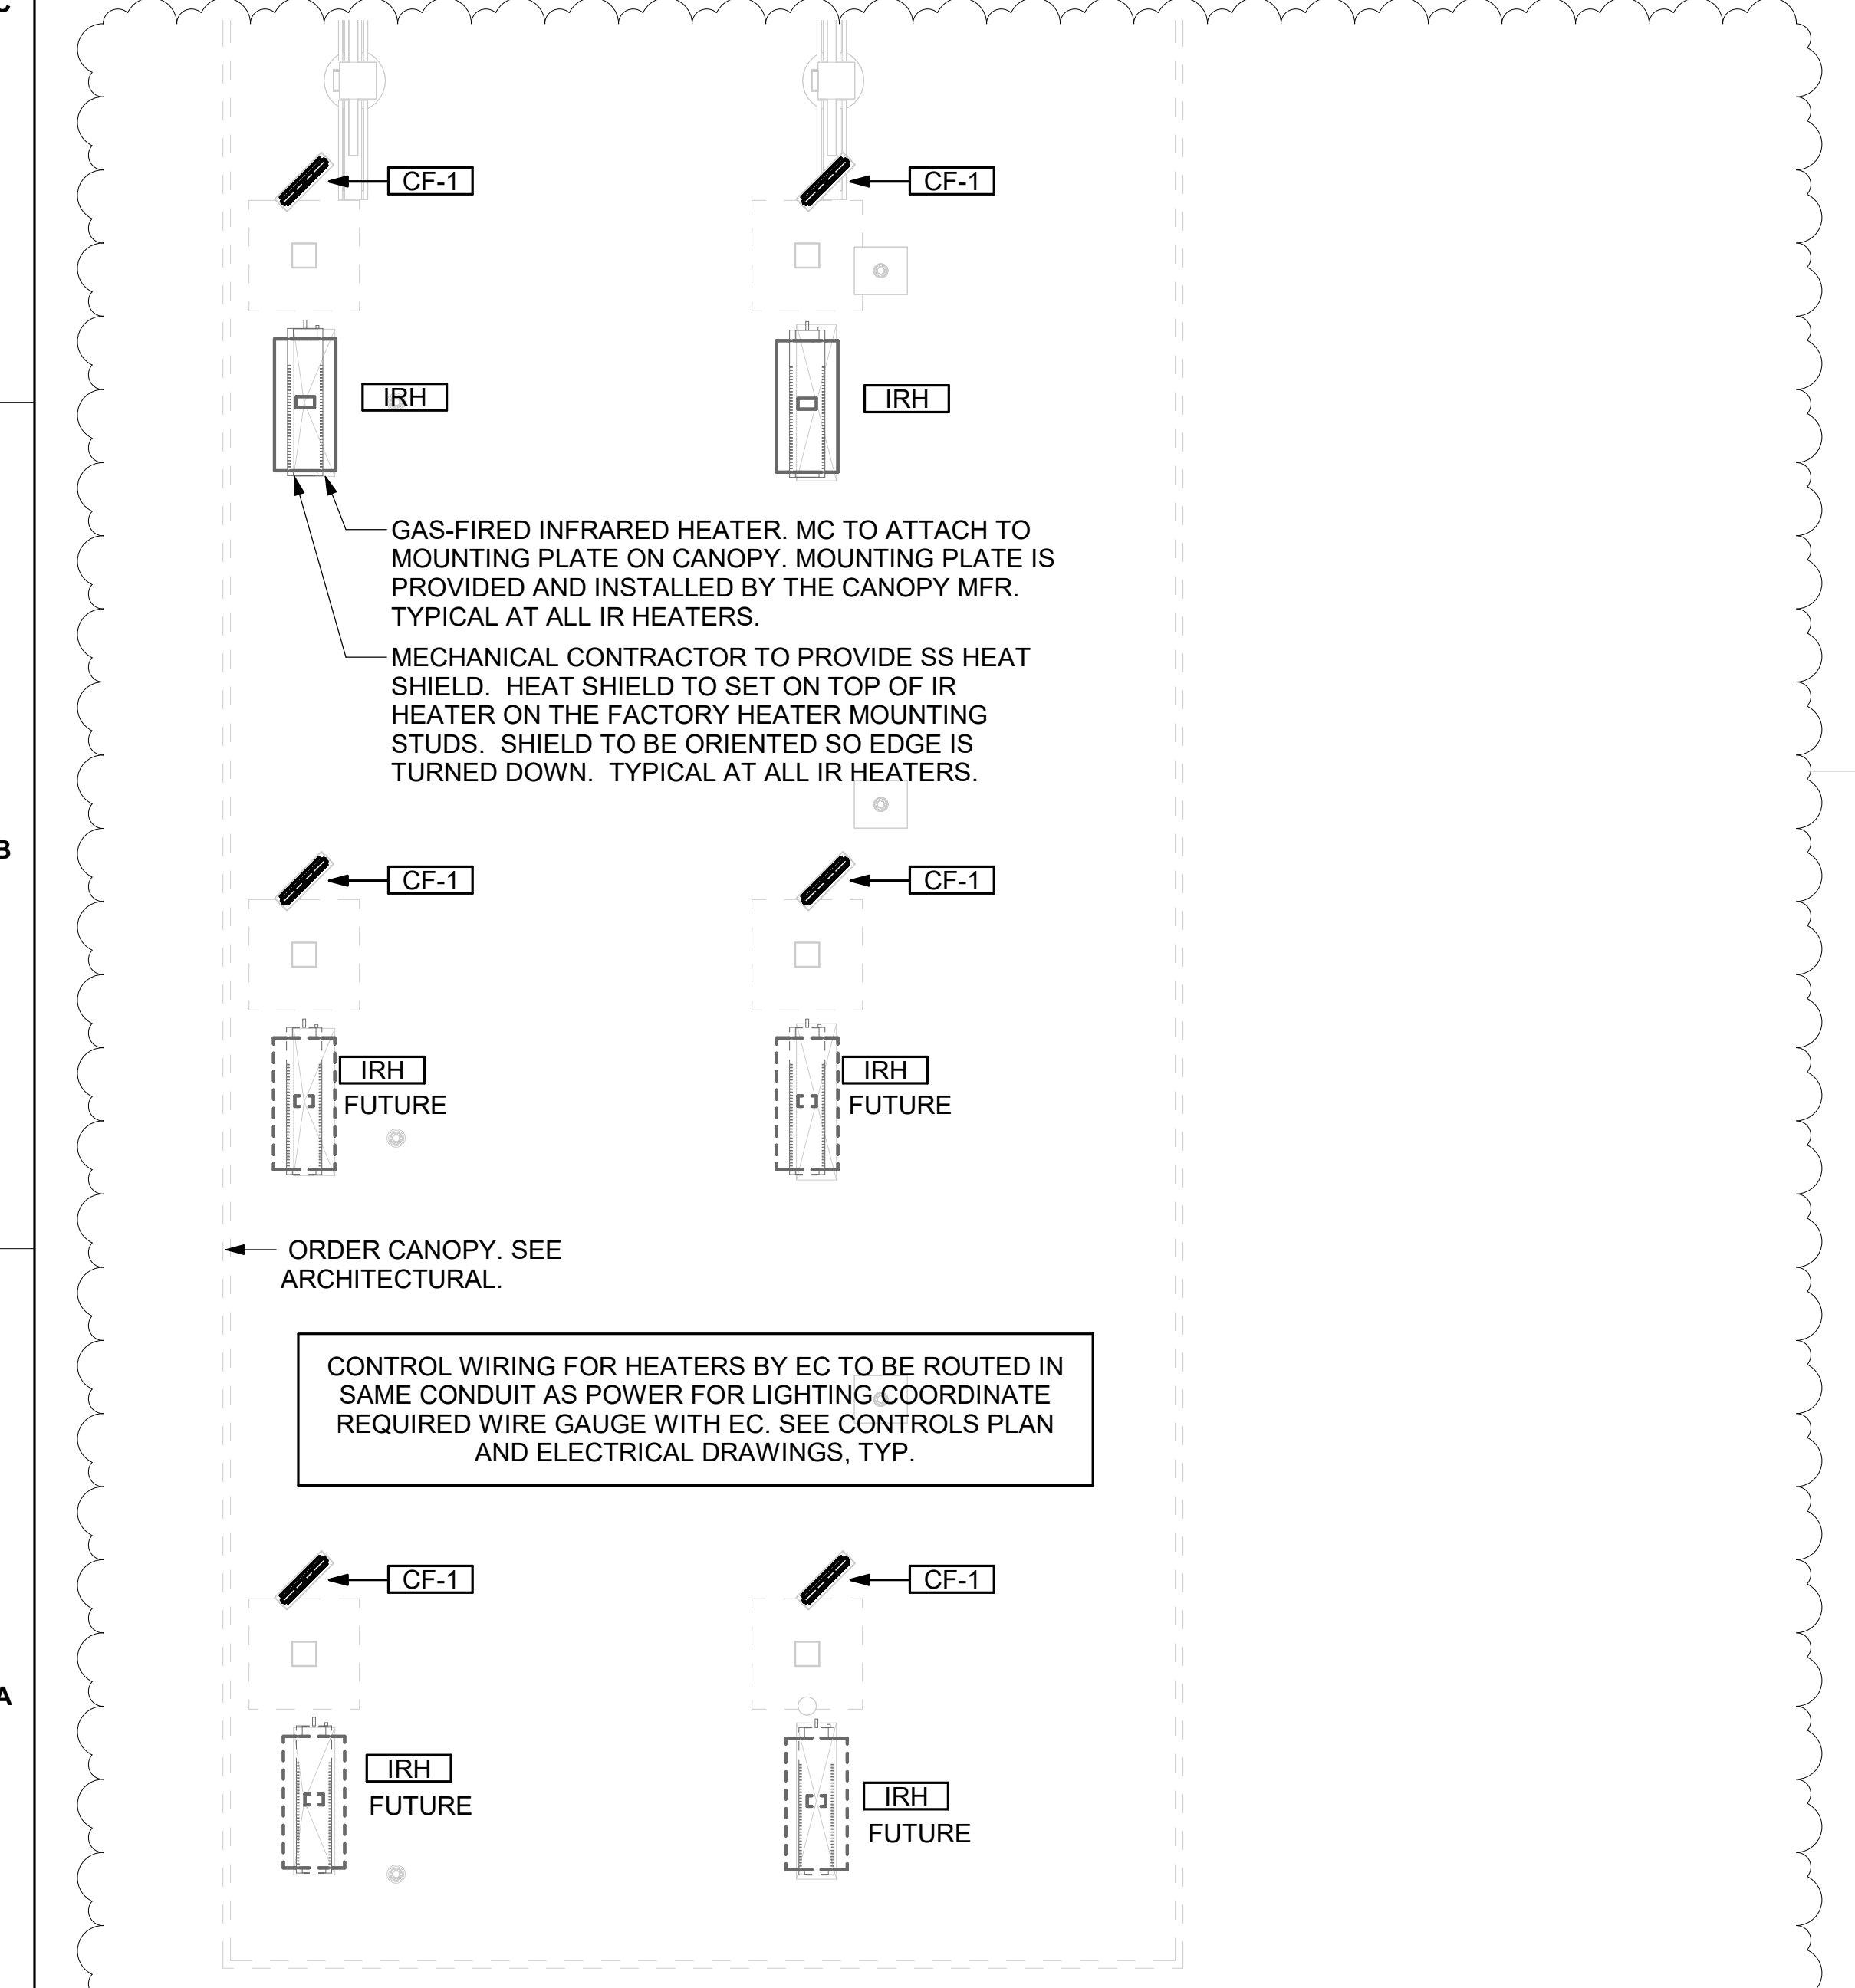 C
CF-1
CF-1
IRH
IRH
GAS-FIRED INFRARED HEATER. MC TO ATTACH TO
MOUNTING PLATE ON CANOPY. MOUNTING PLATE IS
PROVIDED AND INSTALLED BY THE CANOPY MFR.
TYPICAL AT ALL IR HEATERS.
MECHANICAL CONTRACTOR TO PROVIDE SS HEAT
SHIELD. HEAT SHIELD TO SET ON TOP OF IR
HEATER ON THE FACTORY HEATER MOUNTING
STUDS. SHIELD TO BE ORIENTED SO EDGE IS
TURNED DOWN. TYPICAL AT ALL IR HEATERS.
B
CF-1
CF-1
IRH
FUTURE
IRH
FUTURE
ORDER CANOPY. SEE
ARCHITECTURAL.
CONTROL WIRING FOR HEATERS BY EC TO BE ROUTED IN
SAME CONDUIT AS POWER FOR LIGHTING COORDINATE
REQUIRED WIRE GAUGE WITH EC. SEE CONTROLS PLAN
AND ELECTRICAL DRAWINGS, TYP.
CF-1
CF-1
A
IRH
FUTURE
IRH
FUTURE